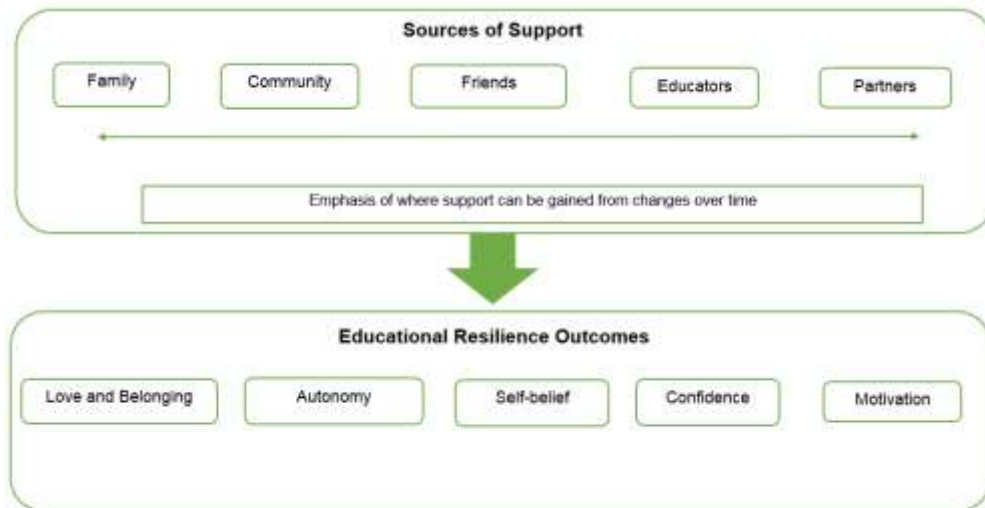 Sources of Support
Family
Community
Friends
Educators
Partners
Emphasis of where support can be gained from changes over time
Educational Resilience Outcomes
Love and Belonging
Autonomy
Self-belief
Confidence
Motivation